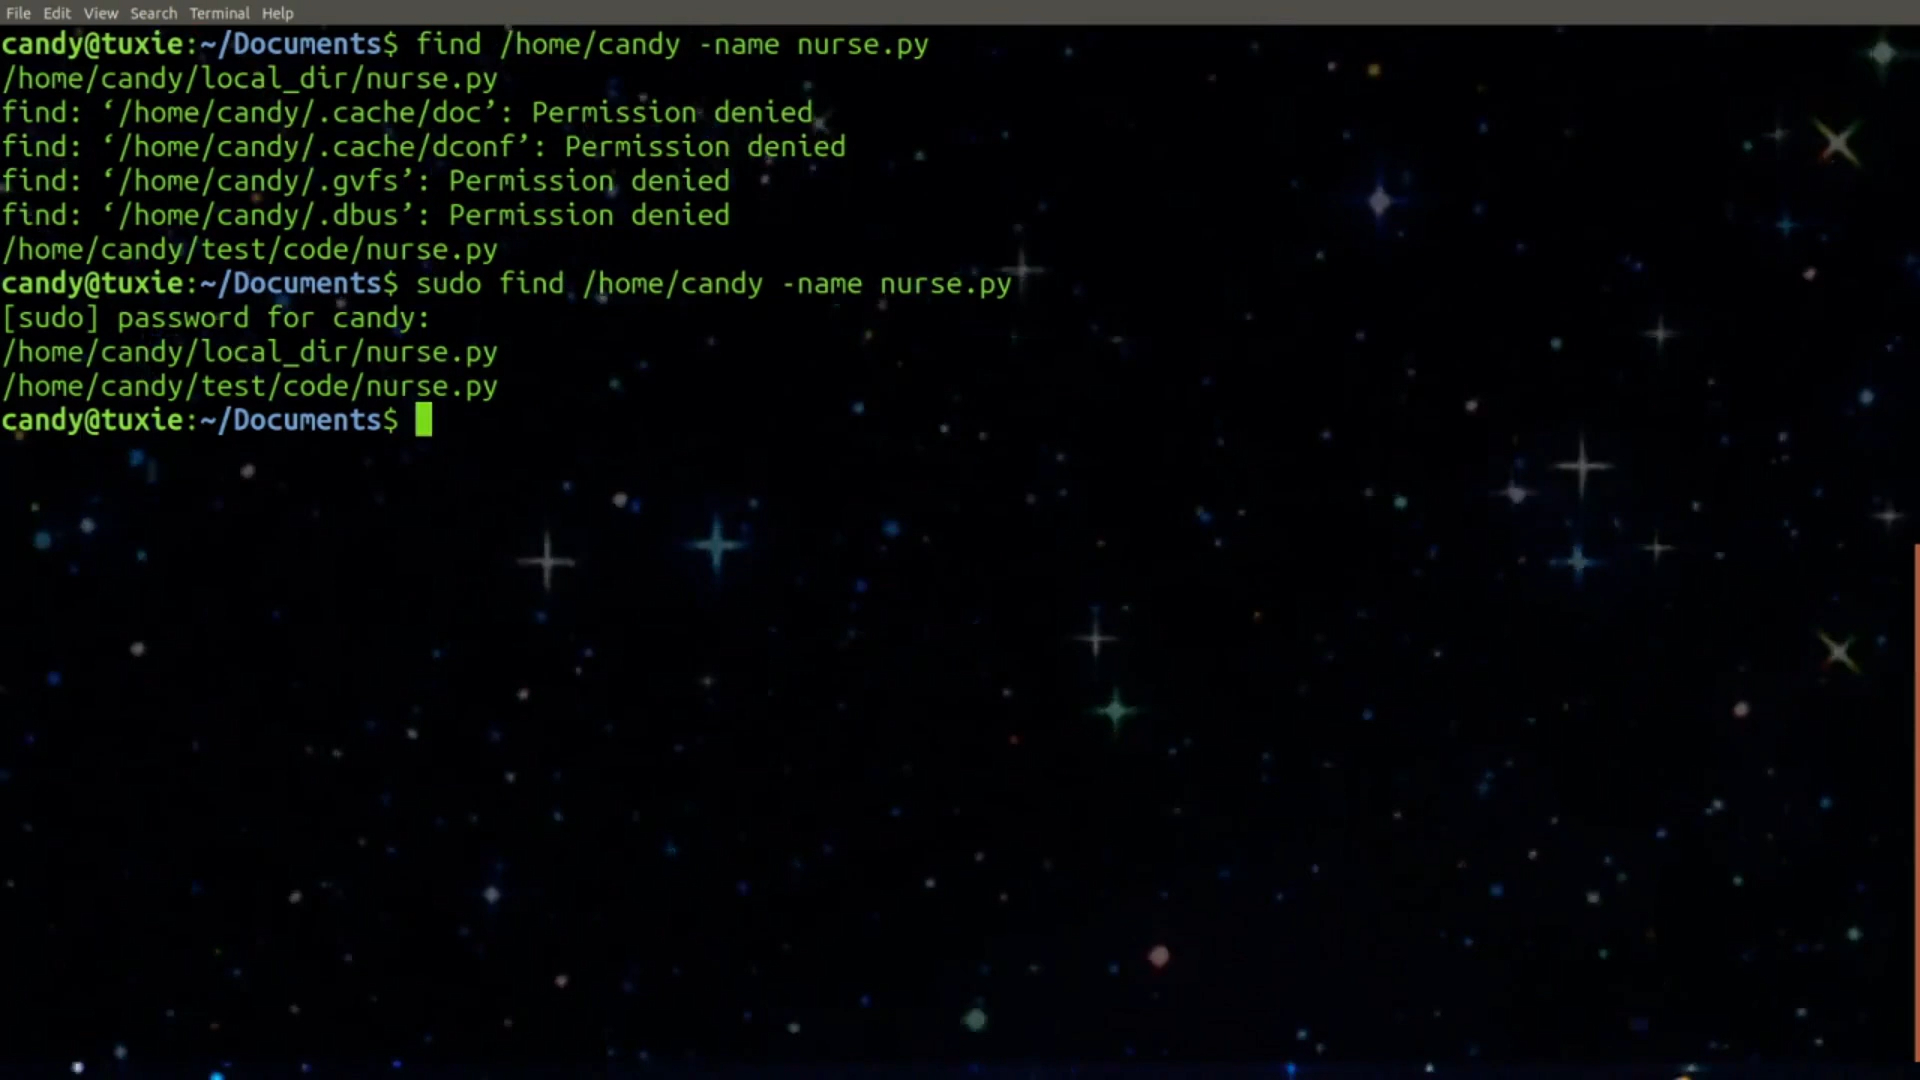 File Edit View Search Terminal Help
candy@tuxie:~/Documents$ find /home/candy -name nurse.py
/home/candy/local_dir/nurse.py
find: ‘/home/candy/.cache/doc’: Permission denied
find: ‘/home/candy/.cache/dconf’: Permission denied
find: ‘/home/candy/.gvfs’: Permission denied
find: ‘/home/candy/.dbus’: Permission denied
/home/candy/test/code/nurse.py
candy@tuxie:~/Documents$ sudo find /home/candy -name nurse.py
[sudo] password for candy:
/home/candy/local_dir/nurse.py
/home/candy/test/code/nurse.py
candy@tuxie:~/Documents$